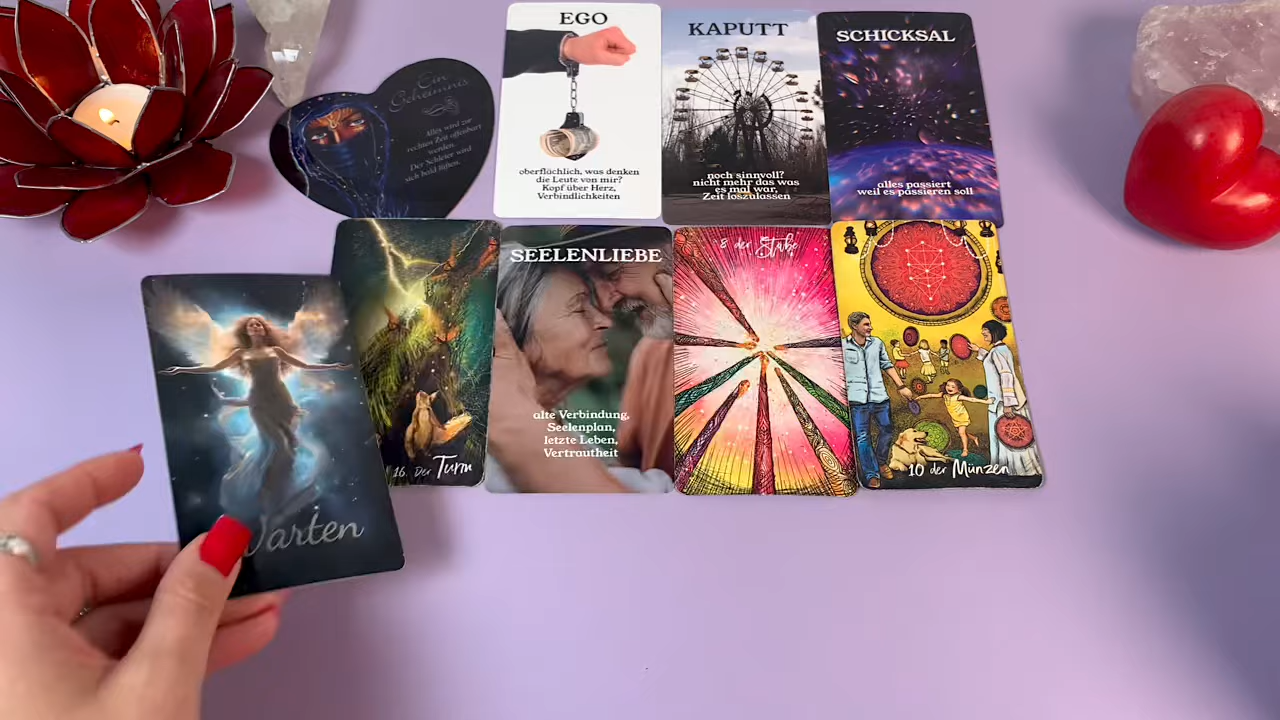 Ein
Geheimnis
Alles wird zur
rechten Zeit offenbart
werden.
Der Schleier wird
sich bald lüften.
EGO
oberflächlich, was denken
die Leute von mir?
Kopf über Herz,
Verbindlichkeiten
KAPUTT
noch sinnvoll?
nicht mehr das was
es mal war,
Zeit loszulassen
SCHICKSAL
alles passiert
weil es passieren soll
Warten
16. Der Turm
SEELENLIEBE
alte Verbindung,
Seelenplan,
letzte Leben,
Vertrautheit
8 der Stäbe
10 der Münzen